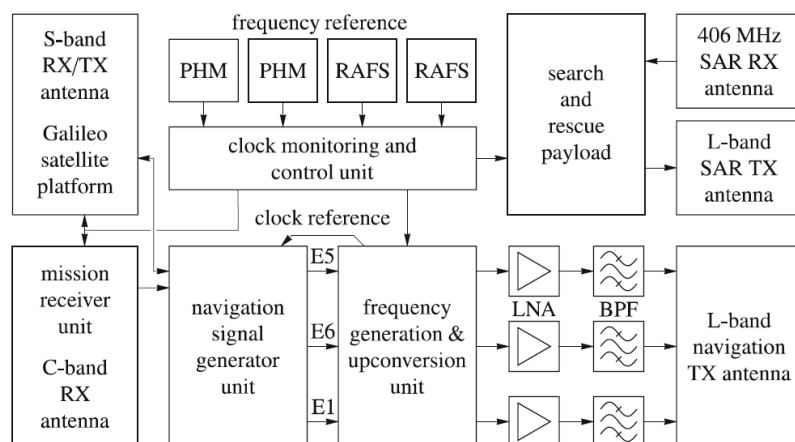 frequency reference
S-band
RX/TX
antenna
Galileo
satellite
platform
PHM
PHM
RAFS
RAFS
clock monitoring and
control unit
search
and
rescue
payload
406 MHz
SAR RX
antenna
L-band
SAR TX
antenna
clock reference
mission
receiver
unit
C-band
RX
antenna
navigation
signal
generator
unit
E5
E6
E1
frequency
generation &
upconversion
unit
LNA
BPF
L-band
navigation
TX antenna